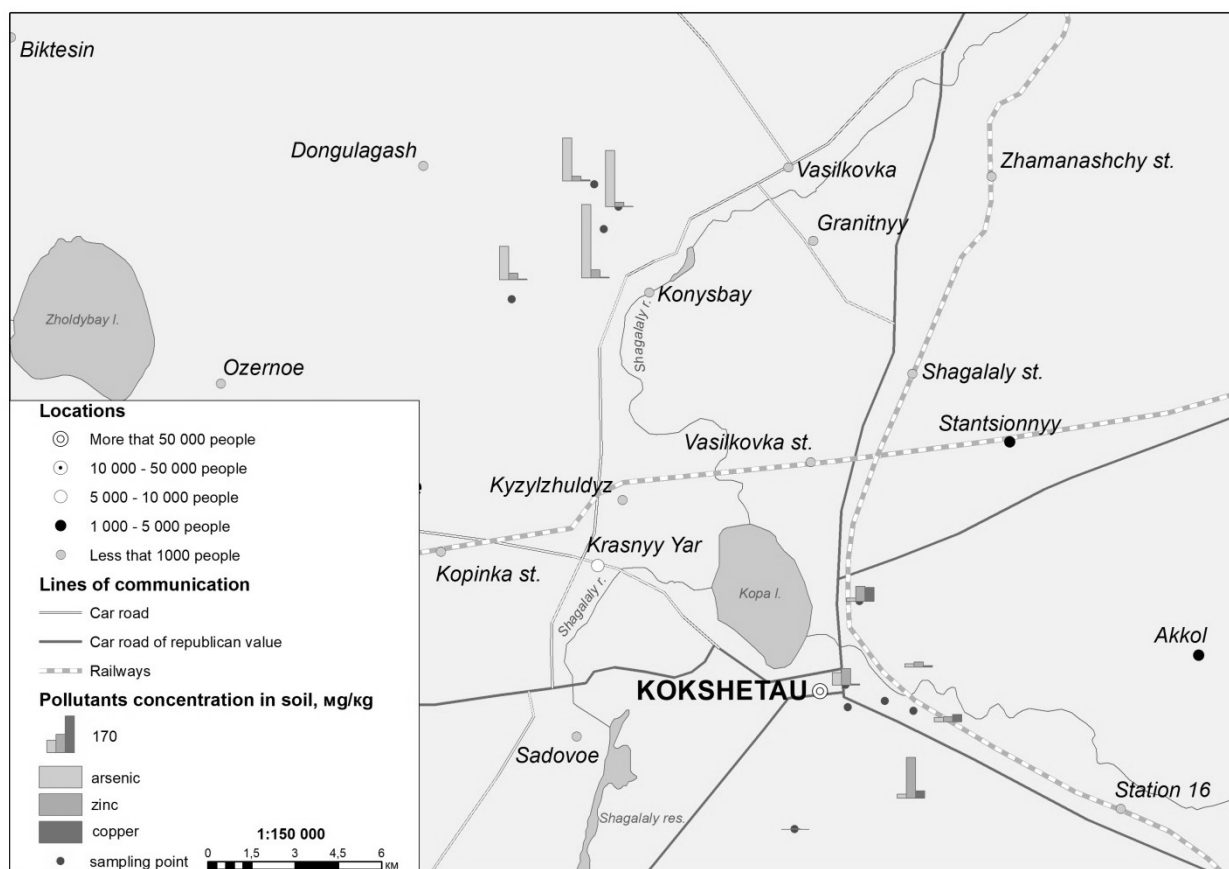 Biktesin
Dongulagash
Vasilkovka
Zhamanashchy st.
Granitnyy
Konysbay
Zholdybay l.
Shagalaly r.
Ozernoe
Shagalaly st.
Stantsionnyy
Vasilkovka st.
Kyzylzhuldyz
Krasnyy Yar
Kopinka st.
Kopa l.
Shagalaly r.
Akkol
KOKSHETAU
Sadovoe
Station 16
Shagalaly res.
Locations
More that 50 000 people
10 000 - 50 000 people
5 000 - 10 000 people
1 000 - 5 000 people
Less that 1000 people
Lines of communication
Car road
Car road of republican value
Railways
Pollutants concentration in soil, мg/кg
170
arsenic
zinc
copper
sampling point
1:150 000
0 1,5 3 4,5 6
КМ